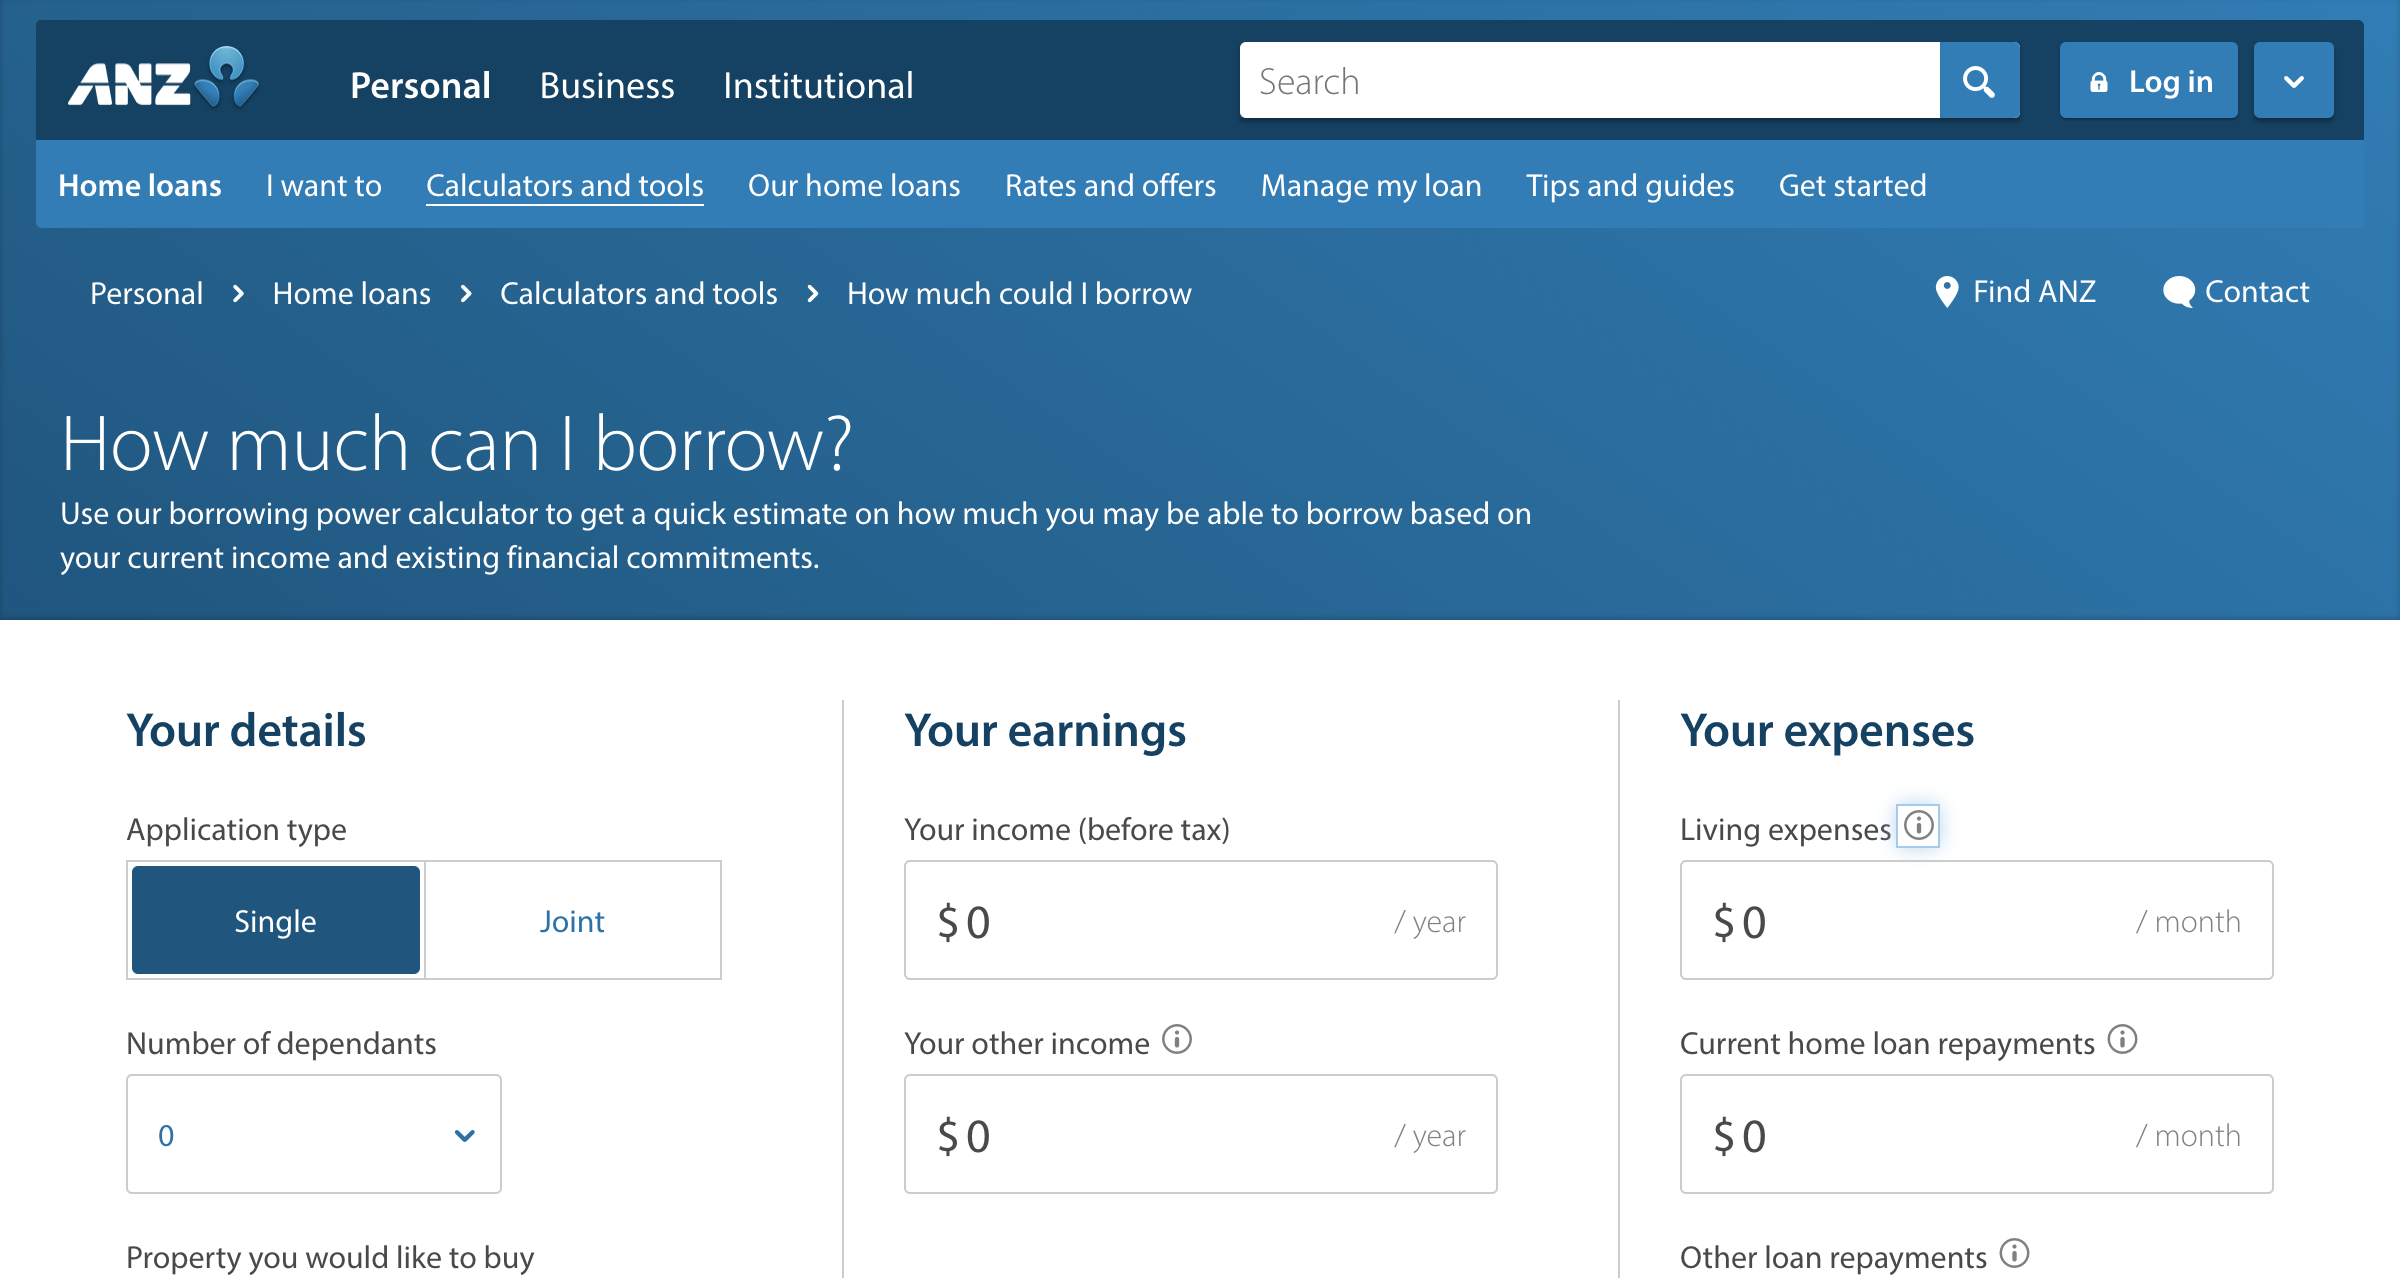 ANZ
Personal Business Institutional
Search
Log in
Home loans I want to Calculators and tools Our home loans Rates and offers Manage my loan Tips and guides Get started
Personal Home loans Calculators and tools How much could I borrow
Find ANZ Contact
How much can I borrow?
Use our borrowing power calculator to get a quick estimate on how much you may be able to borrow based on
your current income and existing financial commitments.
Your details
Application type
Single Joint
Number of dependants
0
Property you would like to buy
Your earnings
Your income (before tax)
$ 0 / year
Your other income
$ 0 / year
Your expenses
Living expenses
$ 0 / month
Current home loan repayments
$ 0 / month
Other loan repayments